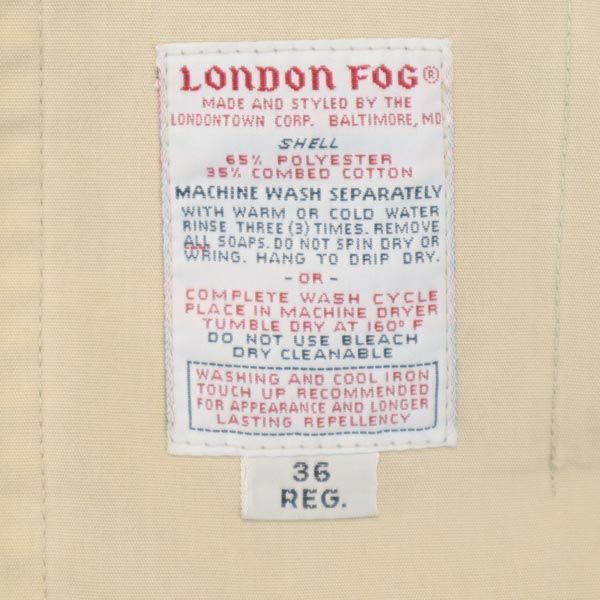 LONDON FOG®
MADE AND STYLED BY THE
LONDONTOWN CORP. BALTIMORE, MD.
SHELL
65% POLYESTER
35% COMBED COTTON
MACHINE WASH SEPARATELY
WITH WARM OR COLD WATER
RINSE THREE (3) TIMES. REMOVE
ALL SOAPS. DO NOT SPIN DRY OR
WRING. HANG TO DRIP DRY.
- OR -
COMPLETE WASH CYCLE
PLACE IN MACHINE DRYER
TUMBLE DRY AT 160° F
DO NOT USE BLEACH
DRY CLEANABLE
WASHING AND COOL IRON
TOUCH UP RECOMMENDED
FOR APPEARANCE AND LONGER
LASTING REPELLENCY
36
REG.